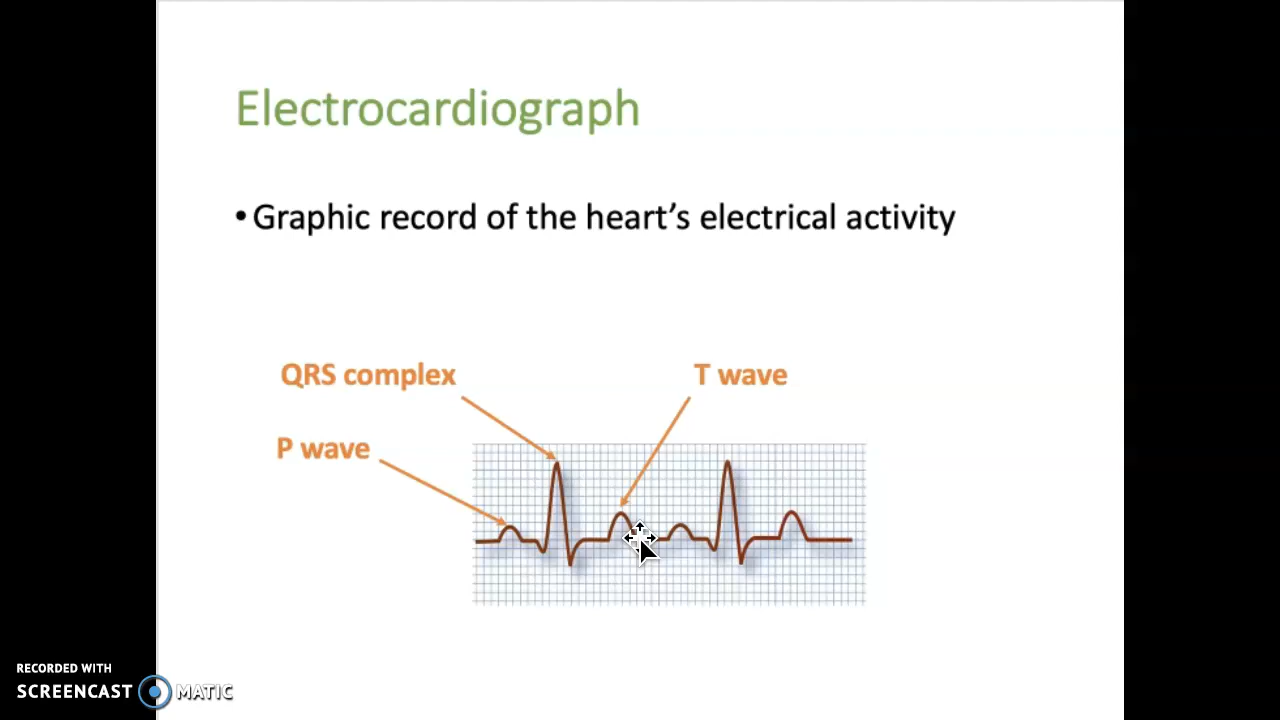 Electrocardiograph
• Graphic record of the heart's electrical activity
QRS complex
T wave
P wave
RECORDED WITH
SCREENCAST MATIC